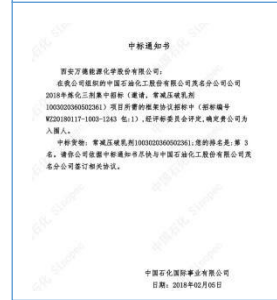 中标通知书
西安万德能源化学股份有限公司：
在我公司组织的中国石油化工股份有限公司茂名分公司公司
2018年炼化三剂集中招标（邀请，常减压破乳剂
1003020360502361）项目所需的框架协议招标中（招标编号
WZ20180117-1003-1243 包:1），经评标委员会评定，确定贵公司为
入围人。
中标货物：常减压破乳剂1003020360502361;您的排名是：第 3
名。请你公司依据中标通知书尽快与中国石油化工股份有限公司茂
名分公司签订相关协议。
中国石化国际事业有限公司
日期：2018年02月05日